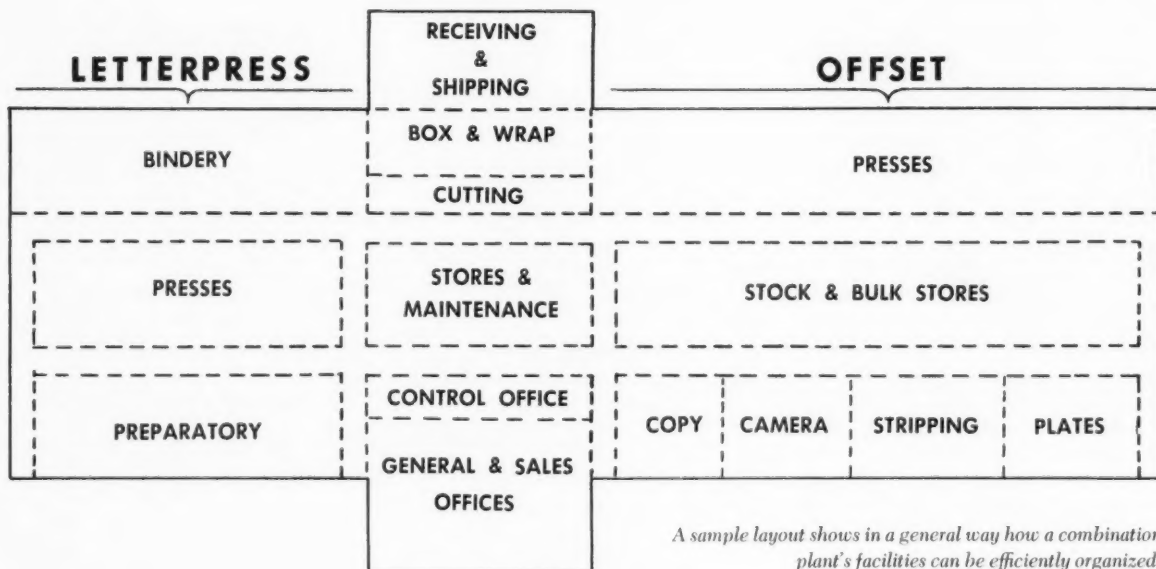 LETTERPRESS
RECEIVING
&
SHIPPING
OFFSET
BINDERY
BOX & WRAP
CUTTING
PRESSES
PRESSES
STORES &
MAINTENANCE
STOCK & BULK STORES
PREPARATORY
CONTROL OFFICE
GENERAL & SALES
OFFICES
COPY
CAMERA
STRIPPING
PLATES
A sample layout shows in a general way how a combination
plant's facilities can be efficiently organized